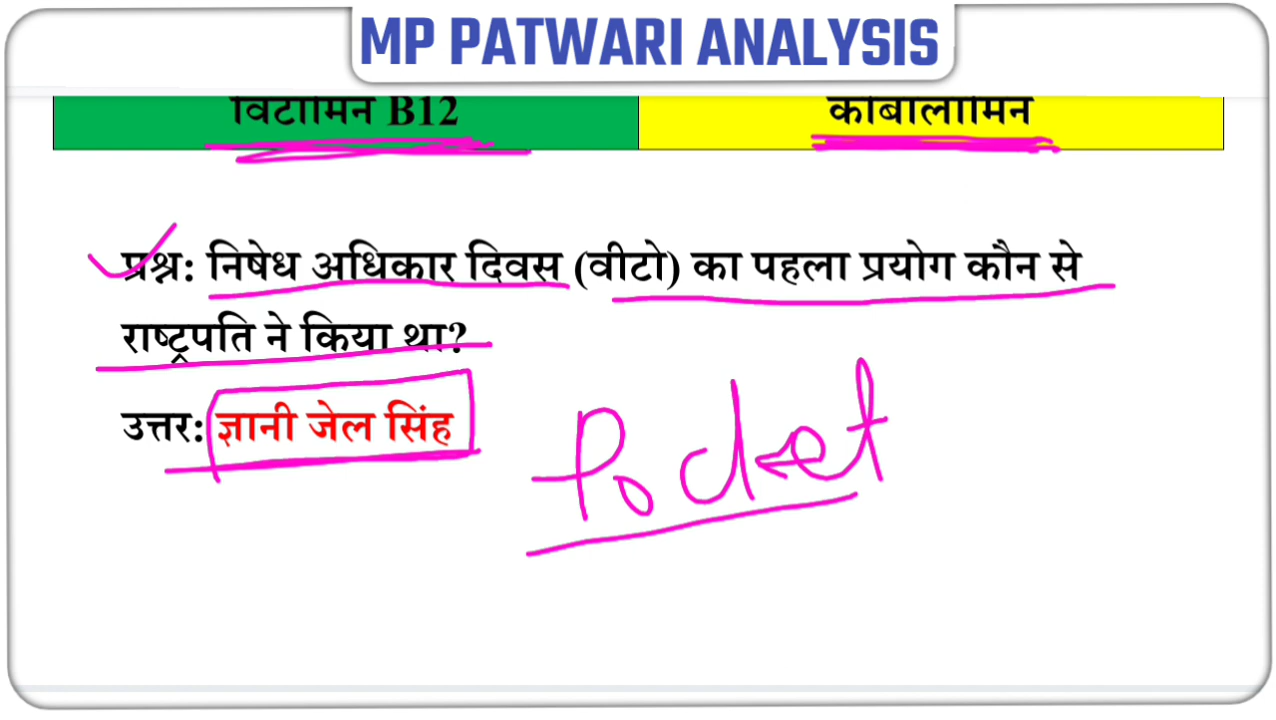 MP PATWARI ANALYSIS
विटामिन B12
कोबालामिन
प्रश्न: निषेध अधिकार दिवस (वीटो) का पहला प्रयोग कौन से
राष्ट्रपति ने किया था?
उत्तर: ज्ञानी जेल सिंह
Pocket